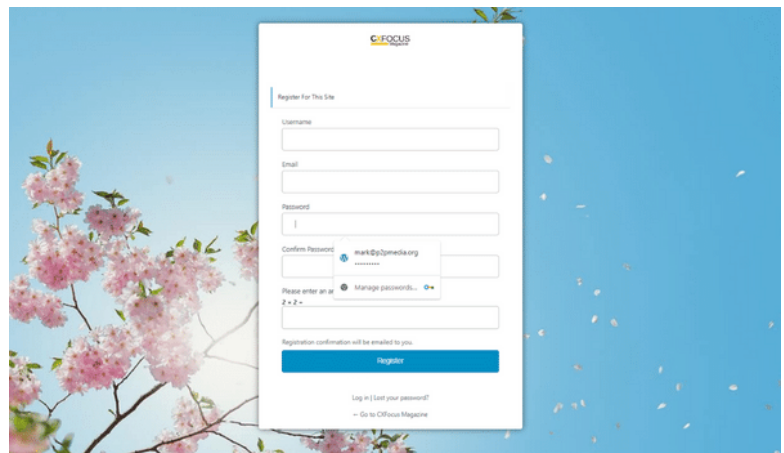 CXFOCUS
Magazine
Register For This Site
Username
Email
Password
Confirm Password
mark@p2pmedia.org
•••••••••
Manage passwords...
Please enter an
2 + 2 =
Registration confirmation will be emailed to you.
Register
Log in | Lost your password?
← Go to CXFocus Magazine